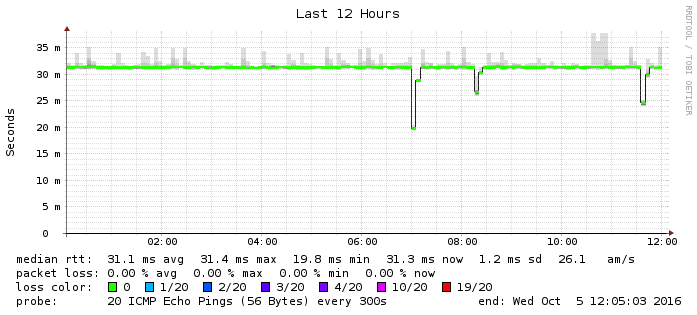 Last 12 Hours
RRDTOOL / TOBI OETIKER
Seconds
35 m
30 m
25 m
20 m
15 m
10 m
5 m
0
02:00 04:00 06:00 08:00 10:00 12:00
median rtt: 31.1 ms avg 31.4 ms max 19.8 ms min 31.3 ms now 1.2 ms sd 26.1 am/s
packet loss: 0.00 % avg 0.00 % max 0.00 % min 0.00 % now
loss color: 0 1/20 2/20 3/20 4/20 10/20 19/20
probe: 20 ICMP Echo Pings (56 Bytes) every 300s end: Wed Oct 5 12:05:03 2016